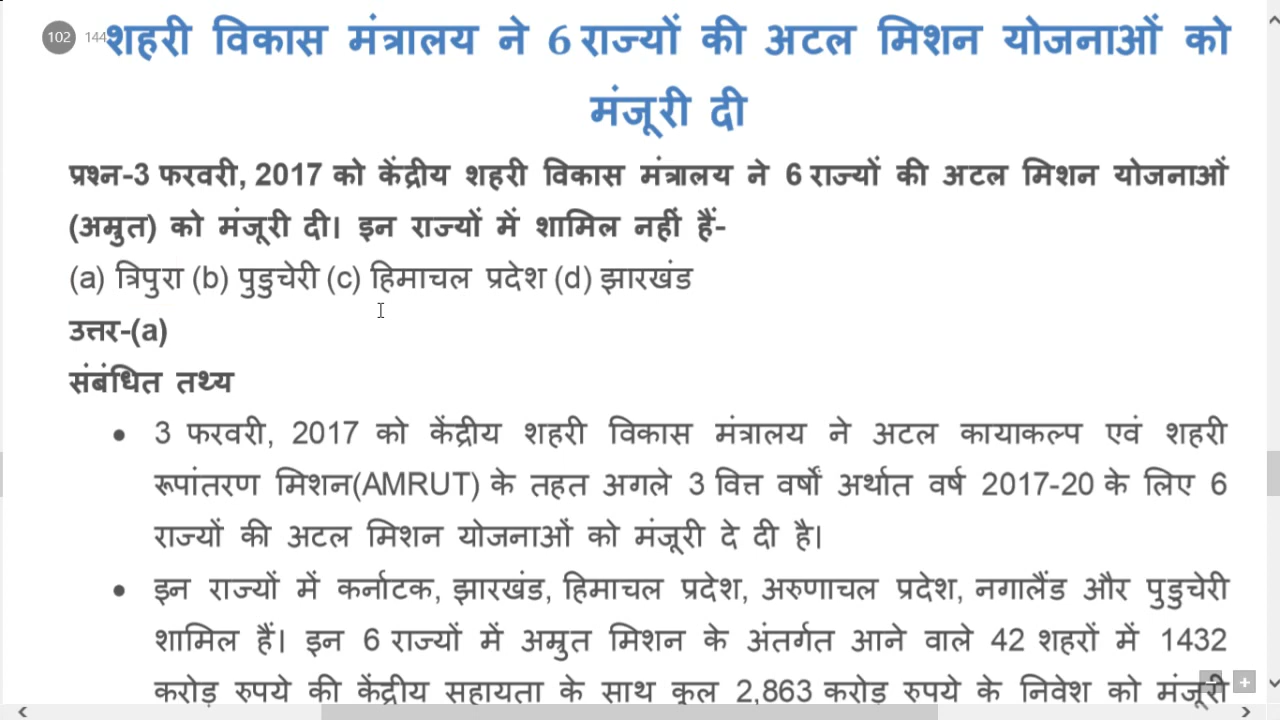 102 144
शहरी विकास मंत्रालय ने 6 राज्यों की अटल मिशन योजनाओं को
मंजूरी दी
प्रश्न-3 फरवरी, 2017 को केंद्रीय शहरी विकास मंत्रालय ने 6 राज्यों की अटल मिशन योजनाओं
(अम्रुत) को मंजूरी दी। इन राज्यों में शामिल नहीं हैं-
(a) त्रिपुरा (b) पुडुचेरी (c) हिमाचल प्रदेश (d) झारखंड
उत्तर-(a)
संबंधित तथ्य
• 3 फरवरी, 2017 को केंद्रीय शहरी विकास मंत्रालय ने अटल कायाकल्प एवं शहरी
रूपांतरण मिशन(AMRUT) के तहत अगले 3 वित्त वर्षों अर्थात वर्ष 2017-20 के लिए 6
राज्यों की अटल मिशन योजनाओं को मंजूरी दे दी है।
• इन राज्यों में कर्नाटक, झारखंड, हिमाचल प्रदेश, अरुणाचल प्रदेश, नगालैंड और पुडुचेरी
शामिल हैं। इन 6 राज्यों में अम्रुत मिशन के अंतर्गत आने वाले 42 शहरों में 1432
करोड़ रुपये की केंद्रीय सहायता के साथ कुल 2,863 करोड़ रुपये के निवेश को मंजूरी